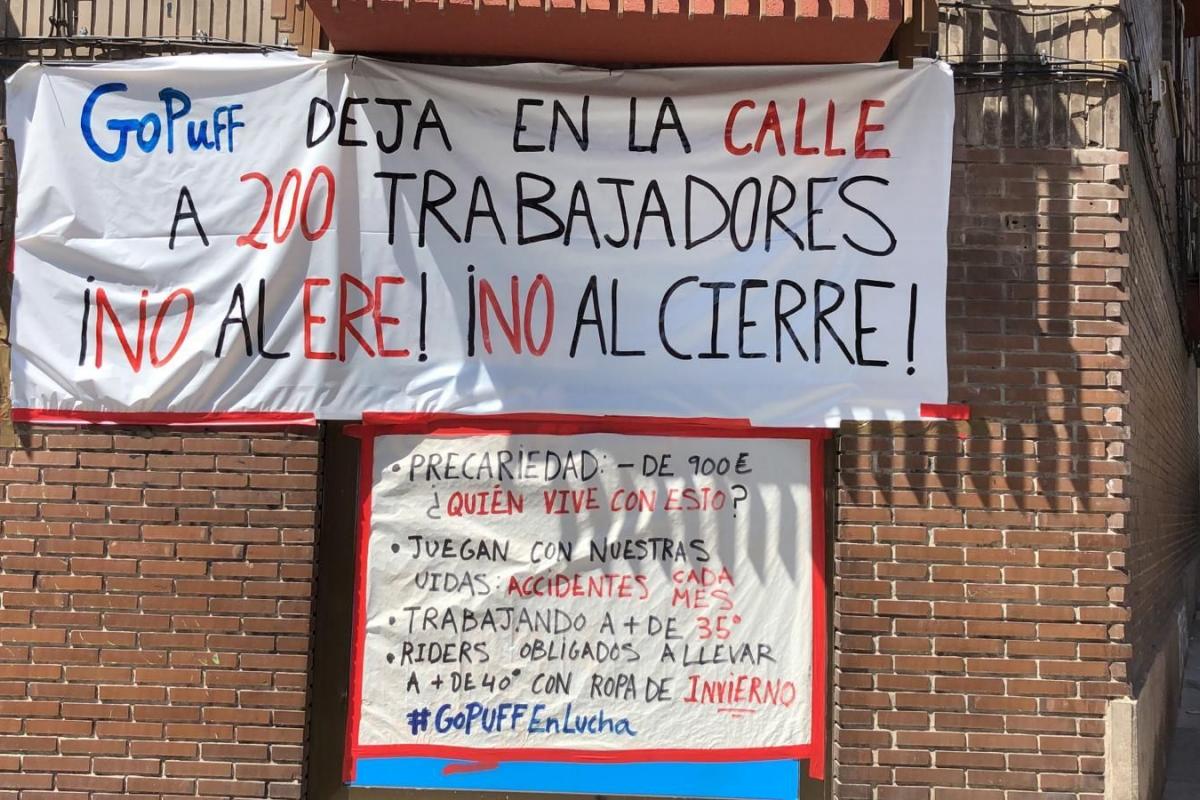 GoPuFF DEJA EN LA CALLE
A 200 TRABAJADORES
¡NO AL ERE! ¡NO AL CIERRE!
• PRECARIEDAD: - DE 900€
¿QUIÉN VIVE CON ESTO?
• JUEGAN CON NUESTRAS
VIDAS: ACCIDENTES CADA
MES
• TRABAJANDO A + DE 35°
• RIDERS OBLIGADOS A LLEVAR
A + DE 40° CON ROPA DE INVIERNO
#GoPUFFEnLucha